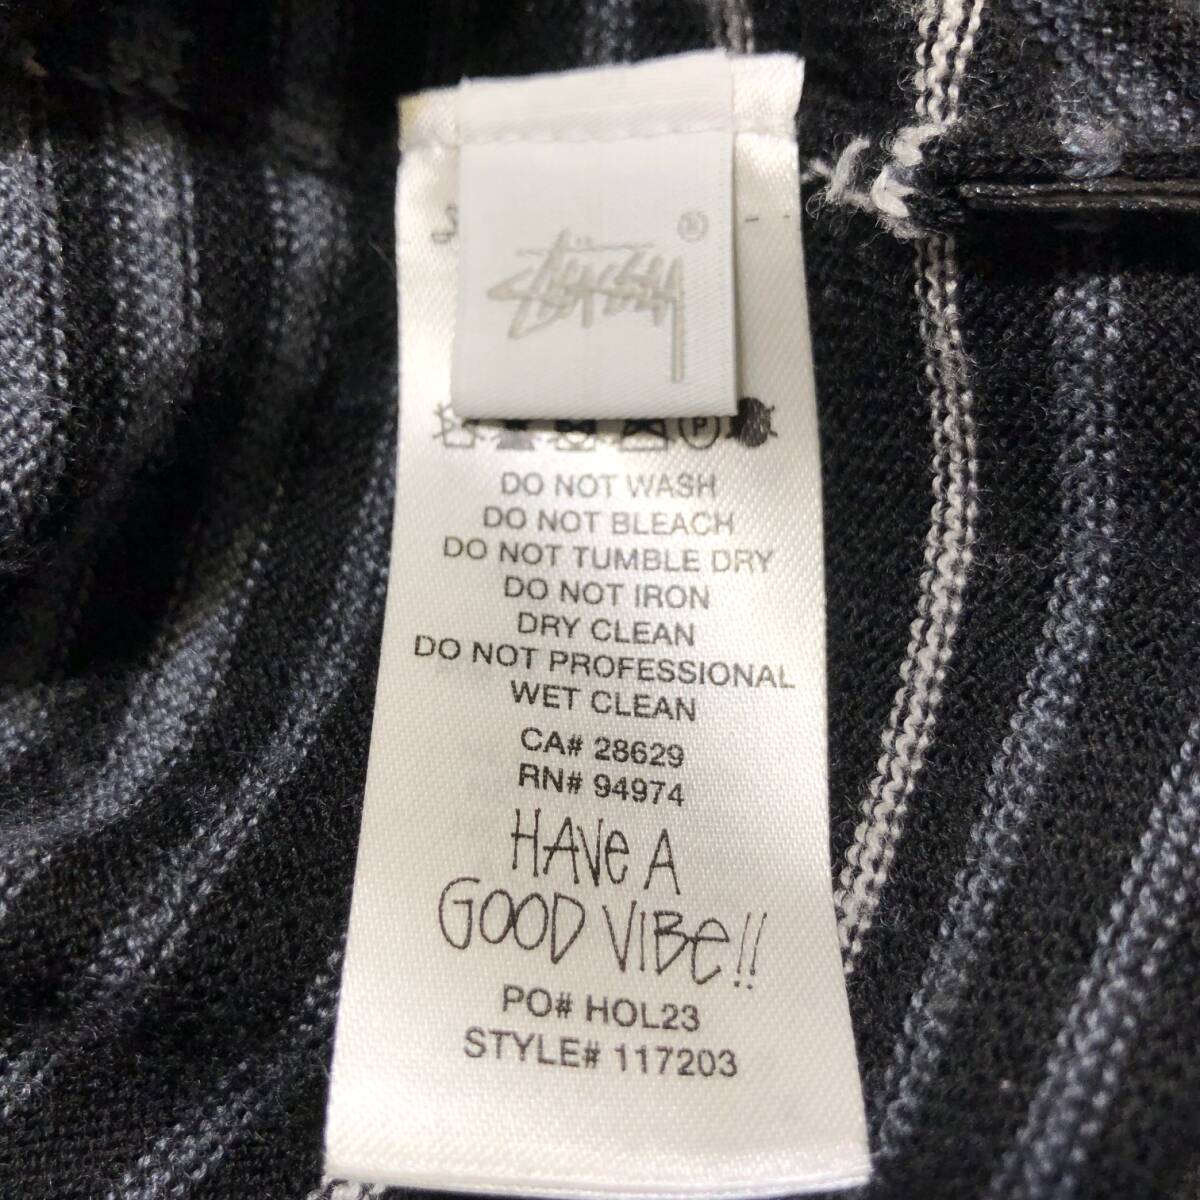 STÜSSY ®
P
DO NOT WASH
DO NOT BLEACH
DO NOT TUMBLE DRY
DO NOT IRON
DRY CLEAN
DO NOT PROFESSIONAL
WET CLEAN
CA# 28629
RN# 94974
HAVe A
GOOD VIBe!!
PO# HOL23
STYLE# 117203